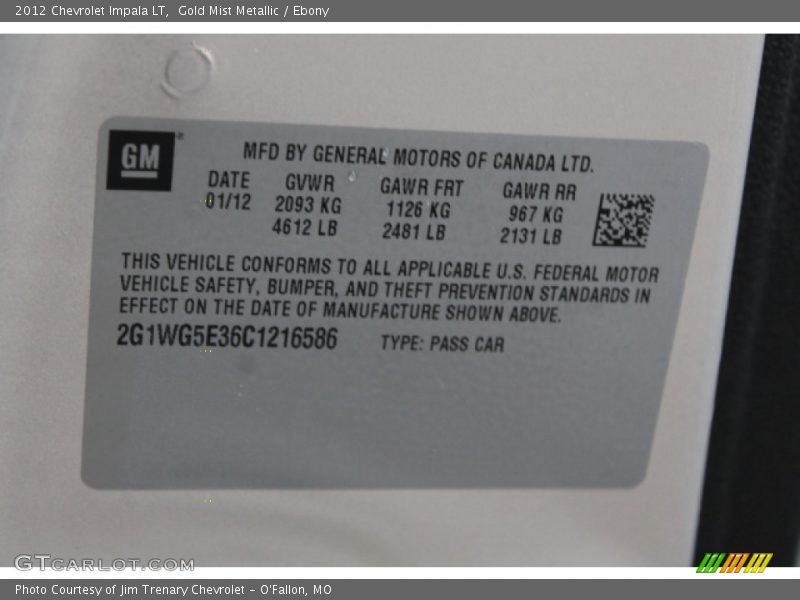 2012 Chevrolet Impala LT,  Gold Mist Metallic / Ebony
GM
MFD BY GENERAL MOTORS OF CANADA LTD.
DATE GVWR GAWR FRT GAWR RR
01/12 2093 KG 1126 KG 967 KG
4612 LB 2481 LB 2131 LB
THIS VEHICLE CONFORMS TO ALL APPLICABLE U.S. FEDERAL MOTOR
VEHICLE SAFETY, BUMPER, AND THEFT PREVENTION STANDARDS IN
EFFECT ON THE DATE OF MANUFACTURE SHOWN ABOVE.
2G1WG5E36C1216586 TYPE: PASS CAR
GTCARLOT.COM
Photo Courtesy of Jim Trenary Chevrolet - O'Fallon, MO